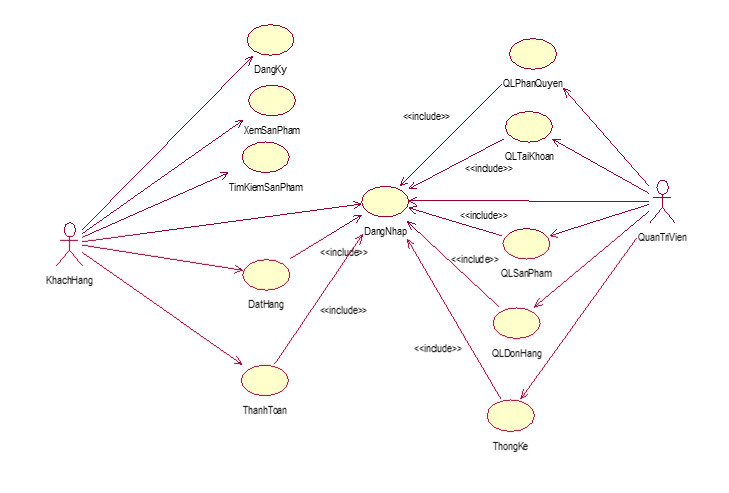 DangKy
QLPhanQuyen
<<include>>
XemSanPham
QLTaiKhoan
<<include>>
TimKiemSanPham
<<include>>
DangNhap
QuanTriVien
<<include>>
<<include>>
KhachHang
QLSanPham
DatHang
<<include>>
<<include>>
QLDonHang
ThanhToan
ThongKe